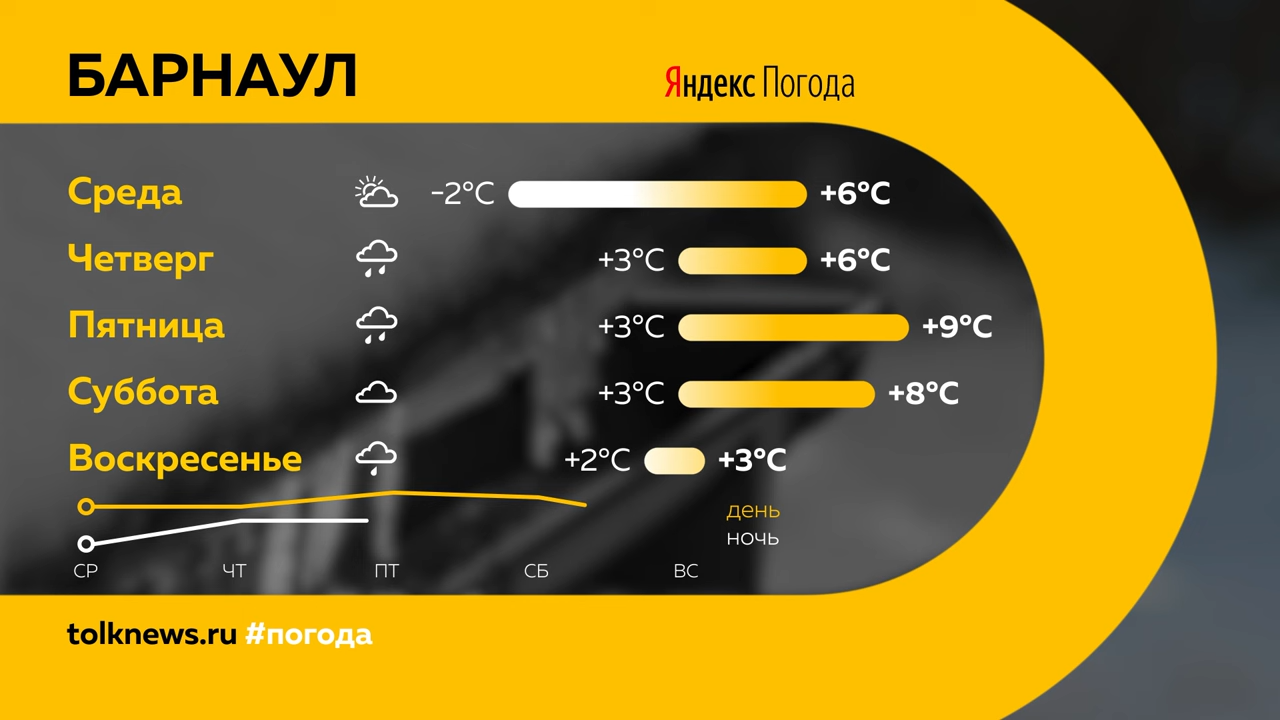 БАРНАУЛ
Яндекс Погода
Среда -2°C +6°C
Четверг +3°C +6°C
Пятница +3°C +9°C
Суббота +3°C +8°C
Воскресенье +2°C +3°C
день
ночь
СР ЧТ ПТ СБ ВС
tolknews.ru #погода